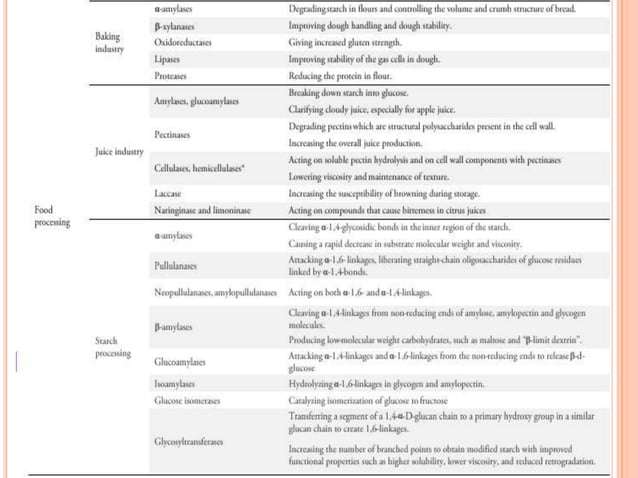 α-amylases Degrading starch in flours and controlling the volume and crumb structure of bread.
β-xylanases Improving dough handling and dough stability.
Baking
industry
Oxidoreductases Giving increased gluten strength.
Lipases Improving stability of the gas cells in dough.
Proteases Reducing the protein in flour.
Juice industry
Amylases, glucoamylases
Breaking down starch into glucose.
Clarifying cloudy juice, especially for apple juice.
Pectinases
Degrading pectins which are structural polysaccharides present in the cell wall.
Increasing the overall juice production.
Cellulases, hemicellulases*
Acting on soluble pectin hydrolysis and on cell wall components with pectinases
Lowering viscosity and maintenance of texture.
Laccase Increasing the susceptibility of browning during storage.
Naringinase and limoninase Acting on compounds that cause bitterness in citrus juices
Food
processing
α-amylases
Cleaving α-1,4-glycosidic bonds in the inner region of the starch.
Causing a rapid decrease in substrate molecular weight and viscosity.
Pullulanases
Attacking α-1,6- linkages, liberating straight-chain oligosaccharides of glucose residues
linked by α-1,4-bonds.
Neopullulanases, amylopullulanases Acting on both α-1,6- and α-1,4-linkages.
Starch
processing
β-amylases
Cleaving α-1,4-linkages from non-reducing ends of amylose, amylopectin and glycogen
molecules.
Producing low-molecular weight carbohydrates, such as maltose and "β-limit dextrin".
Glucoamylases
Attacking α-1,4-linkages and α-1,6-linkages from the non-reducing ends to release β-d-
glucose
Isoamylases Hydrolyzing α-1,6-linkages in glycogen and amylopectin.
Glucose isomerases Catalyzing isomerization of glucose to fructose
Glycosyltransferases
Transferring a segment of a 1,4-α-D-glucan chain to a primary hydroxy group in a similar
glucan chain to create 1,6-linkages.
Increasing the number of branched points to obtain modified starch with improved
functional properties such as higher solubility, lower viscosity, and reduced retrogradation.